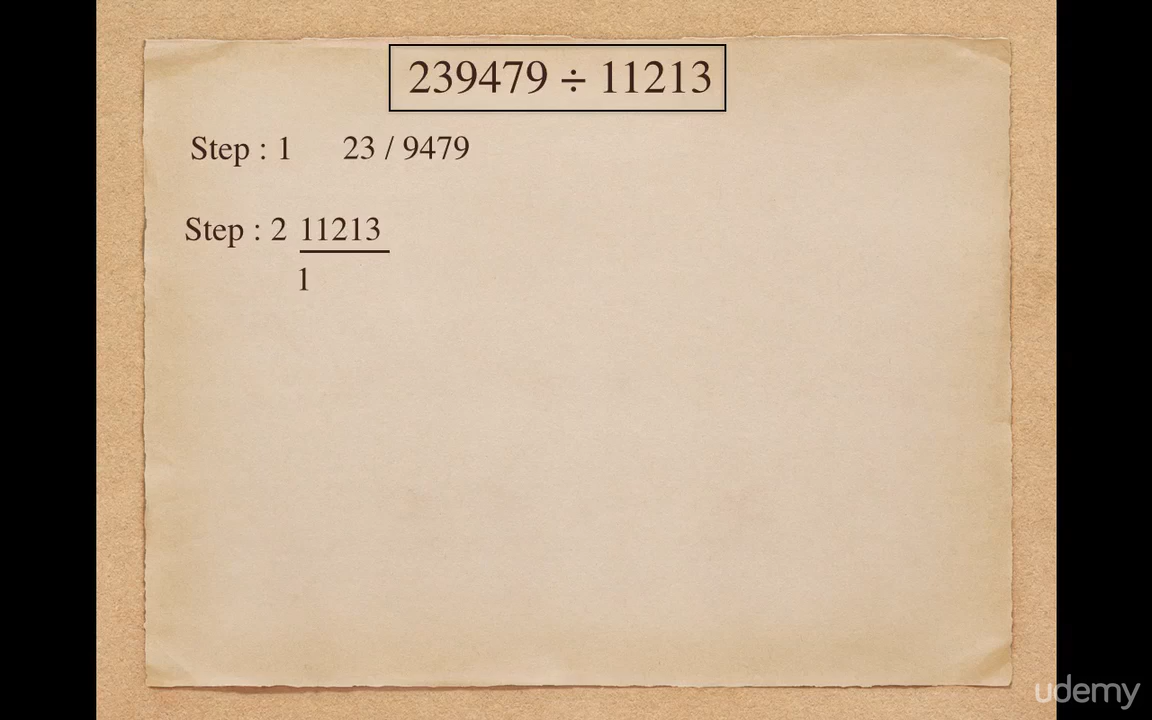 239479 ÷ 11213
Step : 1 23 / 9479
Step : 2 11213
1
udemy